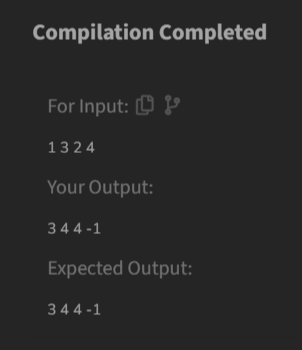 Compilation Completed
For Input:
1 3 2 4
Your Output:
3 4 4 -1
Expected Output:
3 4 4 -1